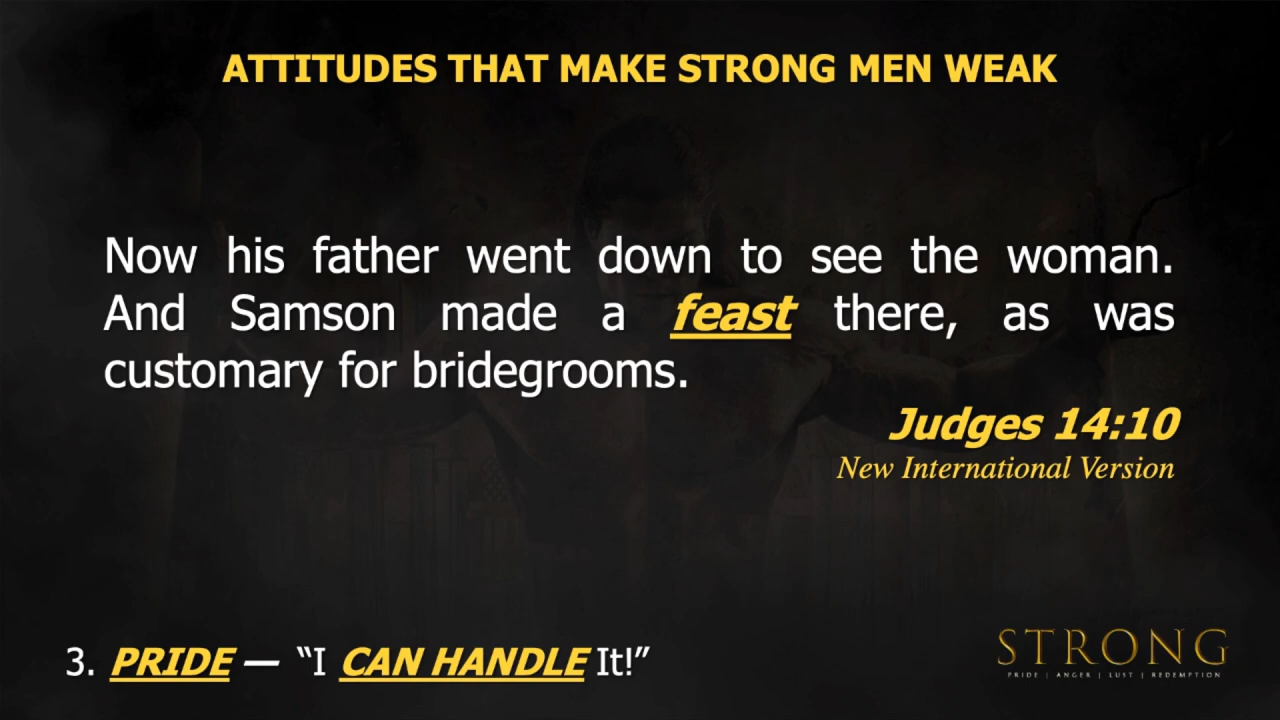 ATTITUDES THAT MAKE STRONG MEN WEAK
Now his father went down to see the woman.
And Samson made a feast there, as was
customary for bridegrooms.
Judges 14:10
New International Version
3. PRIDE — “I CAN HANDLE It!”
STRONG
PRIDE | ANGER | LUST | REDEMPTION